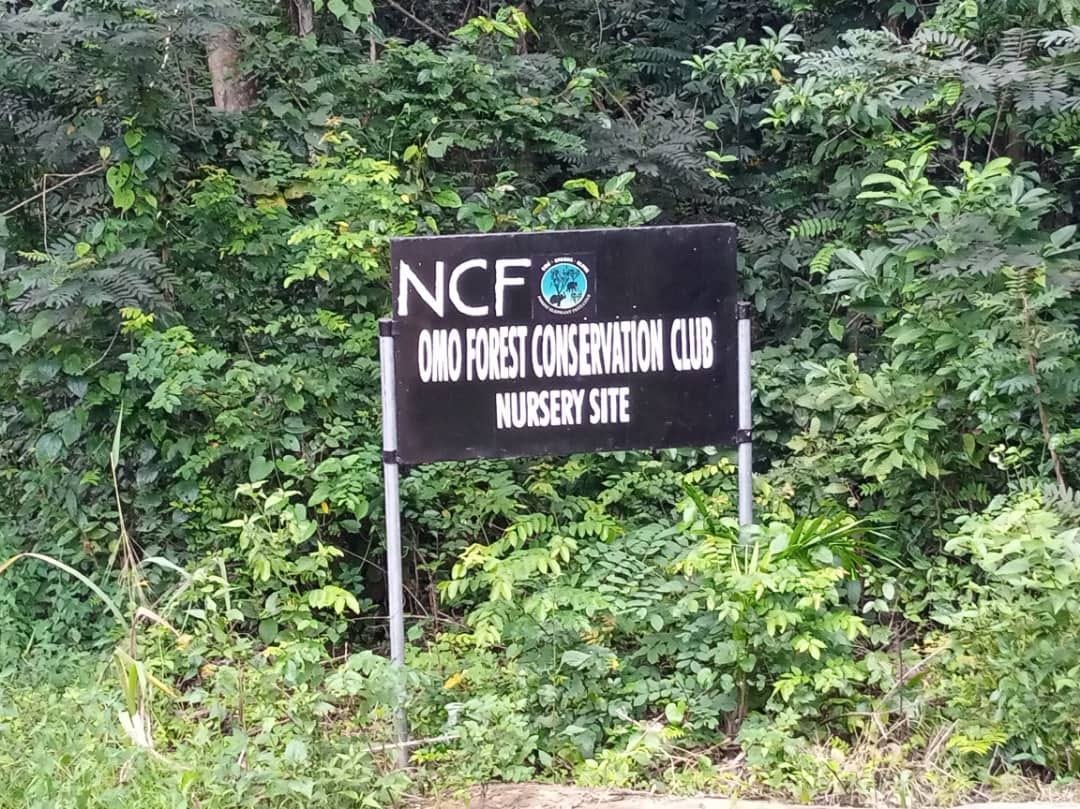 NCF
OMO FOREST CONSERVATION CLUB
NURSERY SITE